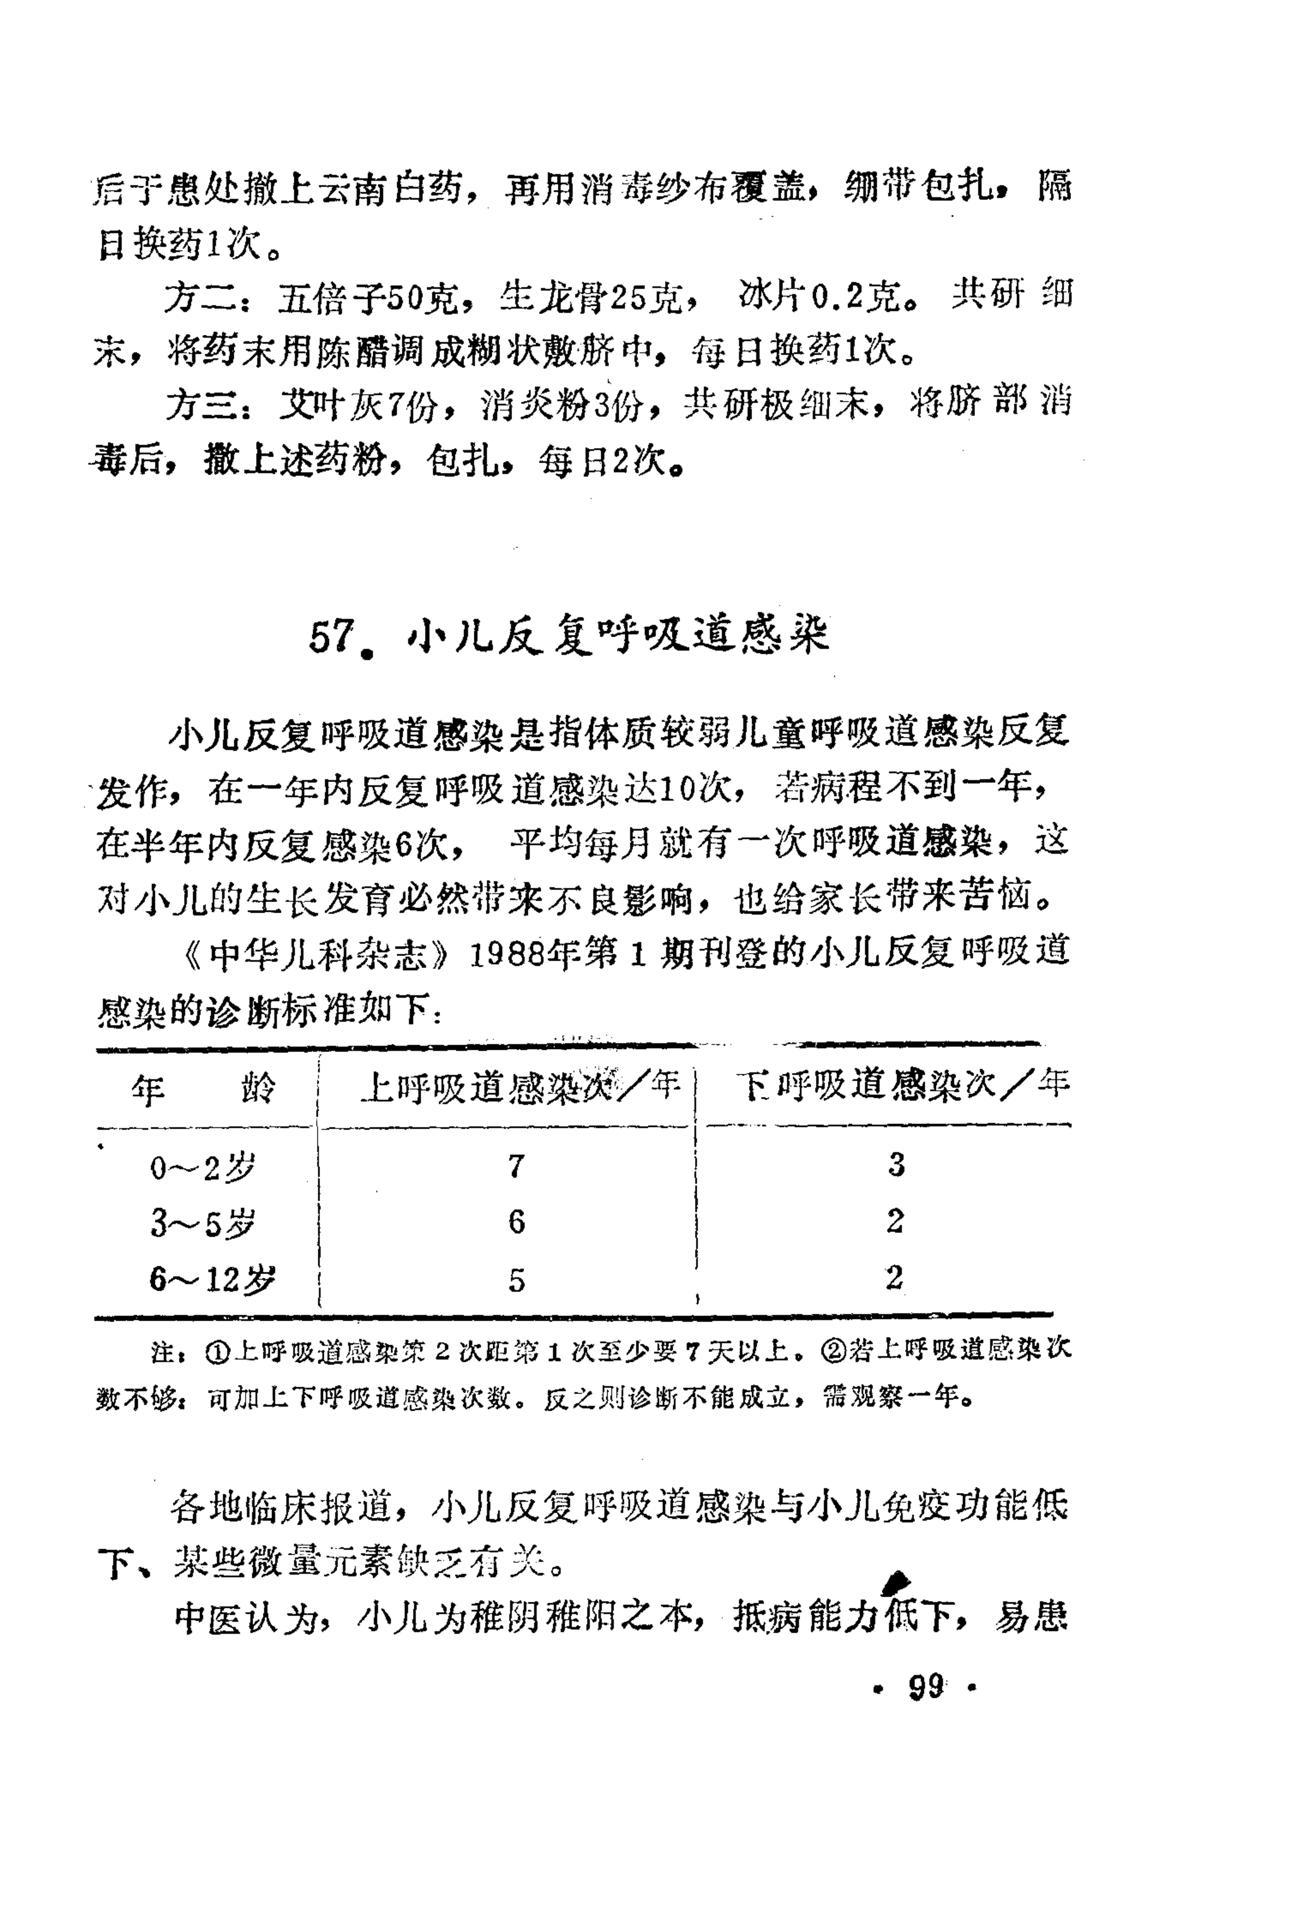 后于患处撤上云南白药，再用消毒纱布覆盖，绷带包扎，隔
日换药1次。
方二：五倍子50克，生龙骨25克，冰片0.2克。共研细
末，将药末用陈醋调成糊状敷脐中，每日换药1次。
方三：艾叶灰7份，消炎粉3份，共研极细末，将脐部消
毒后，撒上述药粉，包扎，每日2次。
57．小儿反复呼吸道感染
小儿反复呼吸道感染是指体质较弱儿童呼吸道感染反复
发作，在一年内反复呼吸道感染达10次，若病程不到一年，
在半年内反复感染6次，平均每月就有一次呼吸道感染，这
对小儿的生长发育必然带来不良影响，也给家长带来苦恼。
《中华儿科杂志》1988年第1期刊登的小儿反复呼吸道
感染的诊断标准如下：
年 龄 上呼吸道感染次／年 下呼吸道感染次／年
0～2岁 7 3
3～5岁 6 2
6～12岁 5 2
注：①上呼吸道感染第2次距第1次至少要7天以上。②若上呼吸道感染次
数不够：可加上下呼吸道感染次数。反之则诊断不能成立，需观察一年。
各地临床报道，小儿反复呼吸道感染与小儿免疫功能低
下、某些微量元素缺乏有关。
中医认为，小儿为稚阴稚阳之本，抵病能力低下，易患
·99·